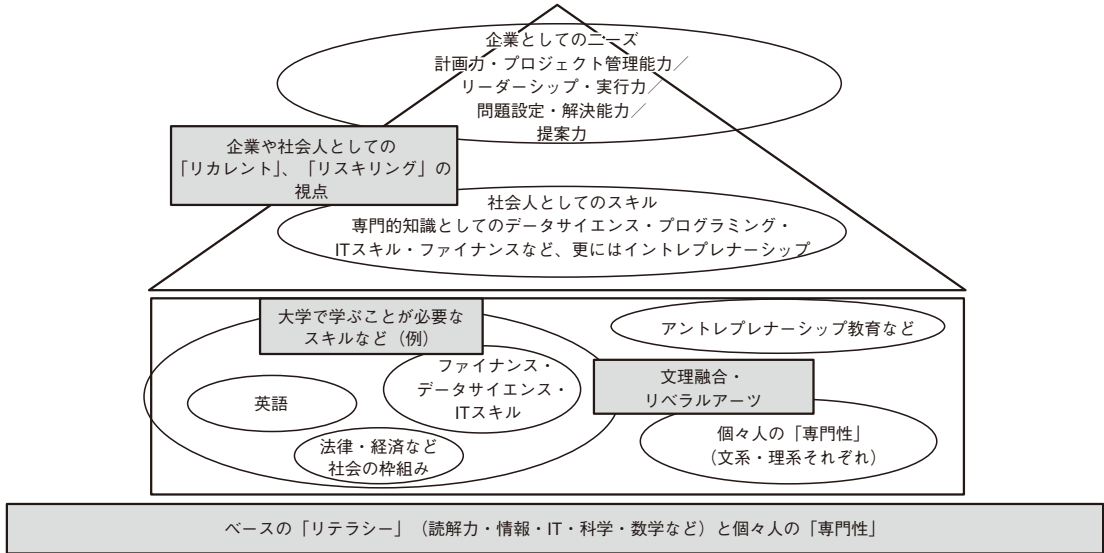 企業としてのニーズ
計画力・プロジェクト管理能力／
リーダーシップ・実行力／
問題設定・解決能力／
提案力
企業や社会人としての
「リカレント」、「リスキリング」の
視点
社会人としてのスキル
専門的知識としてのデータサイエンス・プログラミング・
ITスキル・ファイナンスなど、更にはイントレプレナーシップ
大学で学ぶことが必要な
スキルなど（例）
アントレプレナーシップ教育など
ファイナンス・
データサイエンス・
ITスキル
英語
文理融合・
リベラルアーツ
法律・経済など
社会の枠組み
個々人の「専門性」
（文系・理系それぞれ）
ベースの「リテラシー」（読解力・情報・IT・科学・数学など）と個々人の「専門性」